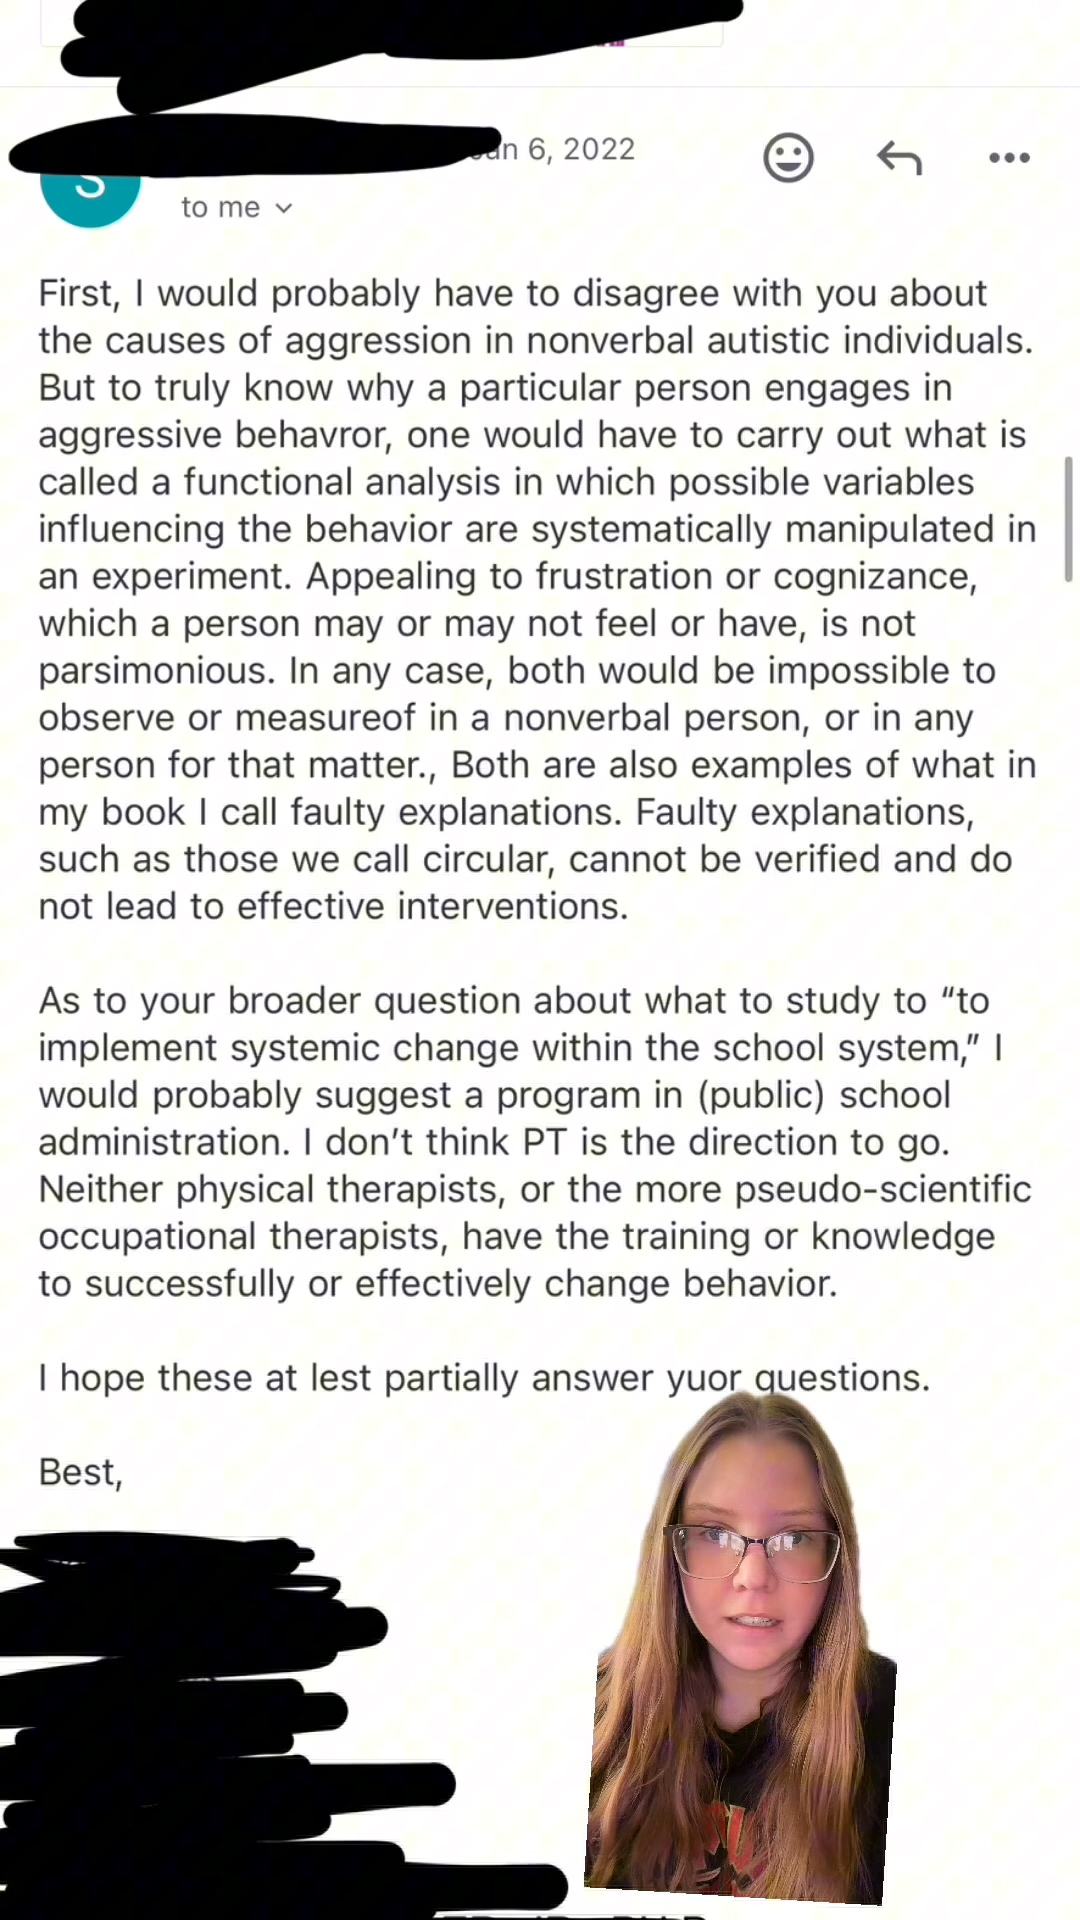 6, 2022
S
to me
First, I would probably have to disagree with you about
the causes of aggression in nonverbal autistic individuals.
But to truly know why a particular person engages in
aggressive behavror, one would have to carry out what is
called a functional analysis in which possible variables
influencing the behavior are systematically manipulated in
an experiment. Appealing to frustration or cognizance,
which a person may or may not feel or have, is not
parsimonious. In any case, both would be impossible to
observe or measureof in a nonverbal person, or in any
person for that matter., Both are also examples of what in
my book I call faulty explanations. Faulty explanations,
such as those we call circular, cannot be verified and do
not lead to effective interventions.
As to your broader question about what to study to “to
implement systemic change within the school system,” I
would probably suggest a program in (public) school
administration. I don’t think PT is the direction to go.
Neither physical therapists, or the more pseudo-scientific
occupational therapists, have the training or knowledge
to successfully or effectively change behavior.
I hope these at lest partially answer yuor questions.
Best,